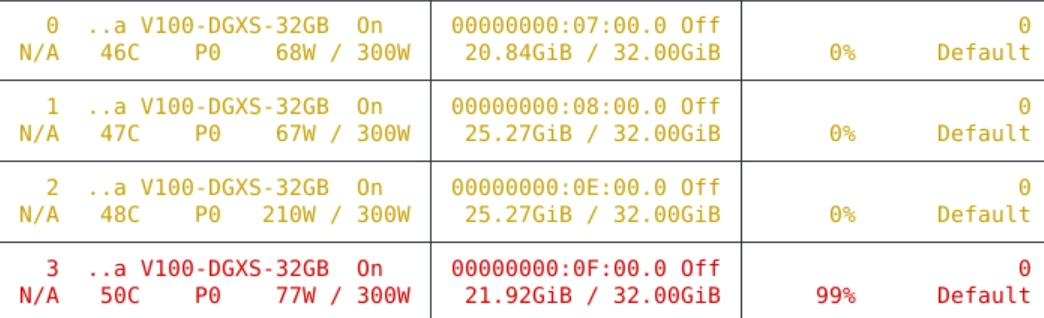 0 ..a V100-DGXS-32GB On 00000000:07:00.0 Off 0
N/A 46C P0 68W / 300W 20.84GiB / 32.00GiB 0% Default
1 ..a V100-DGXS-32GB On 00000000:08:00.0 Off 0
N/A 47C P0 67W / 300W 25.27GiB / 32.00GiB 0% Default
2 ..a V100-DGXS-32GB On 00000000:0E:00.0 Off 0
N/A 48C P0 210W / 300W 25.27GiB / 32.00GiB 0% Default
3 ..a V100-DGXS-32GB On 00000000:0F:00.0 Off 0
N/A 50C P0 77W / 300W 21.92GiB / 32.00GiB 99% Default